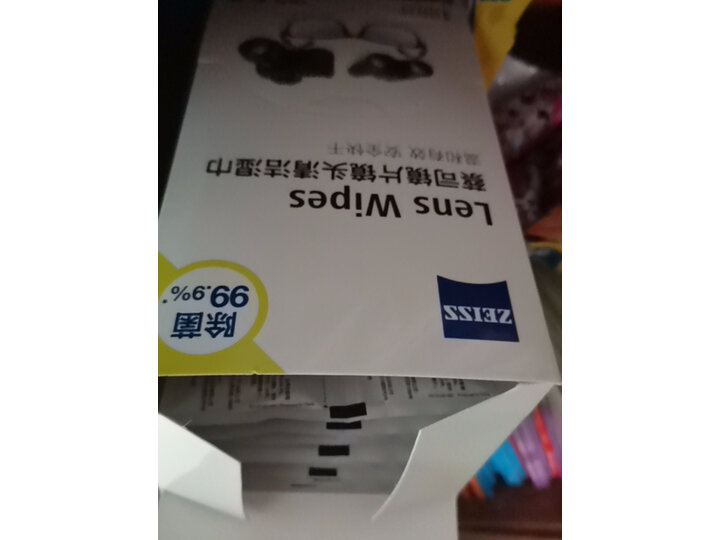 ZEISS
除菌
99.9%*
Lens Wipes
蔡司镜片镜头清洁湿巾
温和有效 安全快干